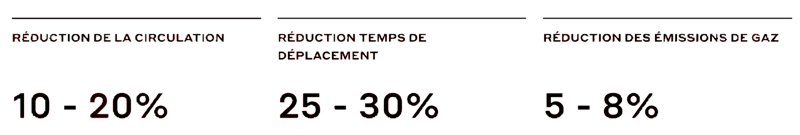 RÉDUCTION DE LA CIRCULATION
10 - 20%
RÉDUCTION TEMPS DE
DÉPLACEMENT
25 - 30%
RÉDUCTION DES ÉMISSIONS DE GAZ
5 - 8%